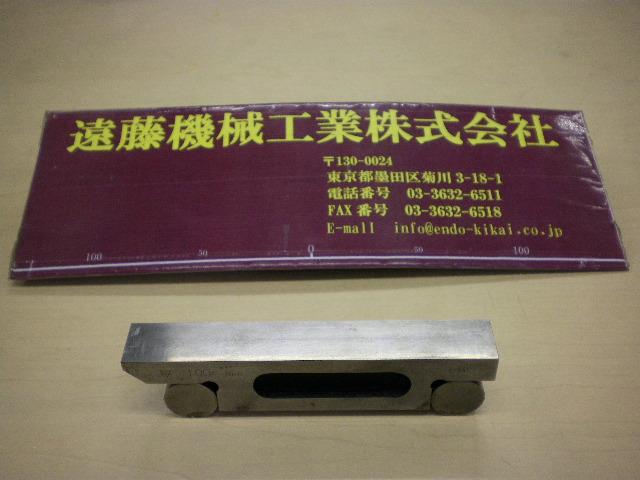 遠藤機械工業株式会社
〒130-0024
東京都墨田区菊川 3-18-1
電話番号 03-3632-6511
FAX 番号 03-3632-6518
E-mail info@endo-kikai.co.jp
100 50 0 50 100
100